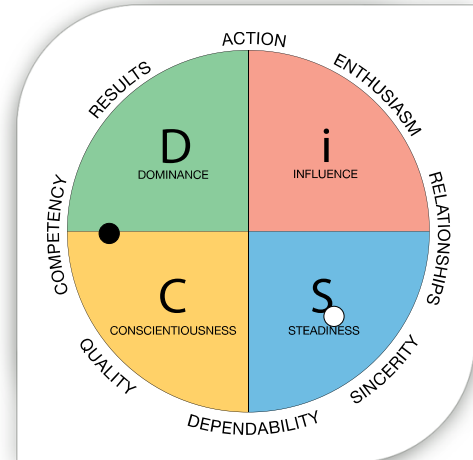 ACTION
ENTHUSIASM
RESULTS
D
DOMINANCE
i
INFLUENCE
COMPETENCY
RELATIONSHIPS
C
CONSCIENTIOUSNESS
S
STEADINESS
QUALITY
SINCERITY
DEPENDABILITY